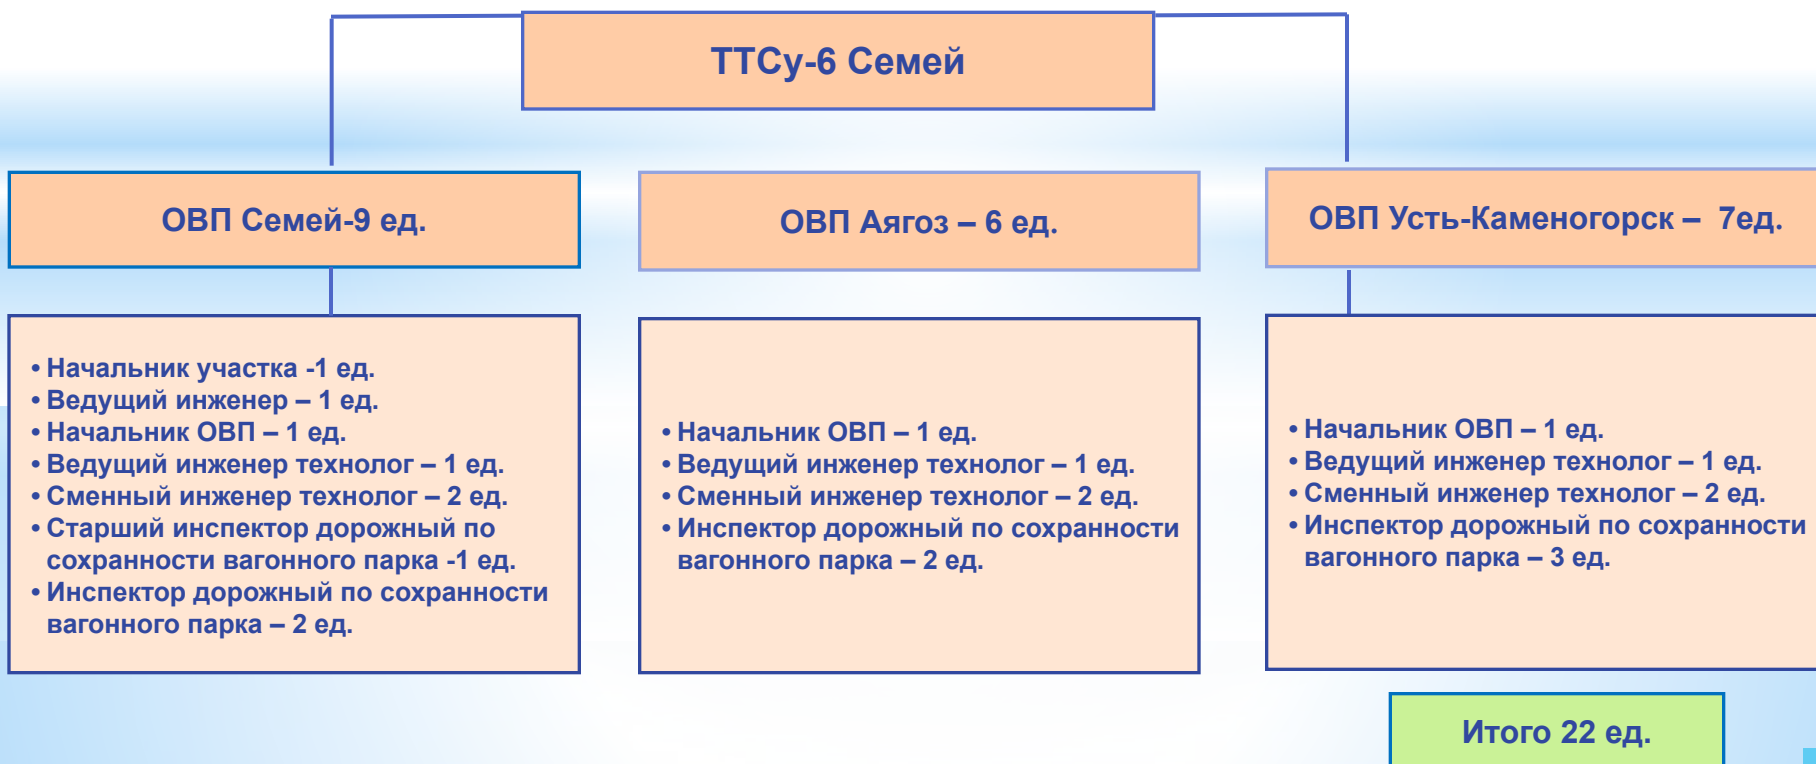 ТТСу-6 Семей
ОВП Семей-9 ед.
• Начальник участка -1 ед.
• Ведущий инженер – 1 ед.
• Начальник ОВП – 1 ед.
• Ведущий инженер технолог – 1 ед.
• Сменный инженер технолог – 2 ед.
• Старший инспектор дорожный по
сохранности вагонного парка -1 ед.
• Инспектор дорожный по сохранности
вагонного парка – 2 ед.
ОВП Аягоз – 6 ед.
• Начальник ОВП – 1 ед.
• Ведущий инженер технолог – 1 ед.
• Сменный инженер технолог – 2 ед.
• Инспектор дорожный по сохранности
вагонного парка – 2 ед.
ОВП Усть-Каменогорск – 7ед.
• Начальник ОВП – 1 ед.
• Ведущий инженер технолог – 1 ед.
• Сменный инженер технолог – 2 ед.
• Инспектор дорожный по сохранности
вагонного парка – 3 ед.
Итого 22 ед.